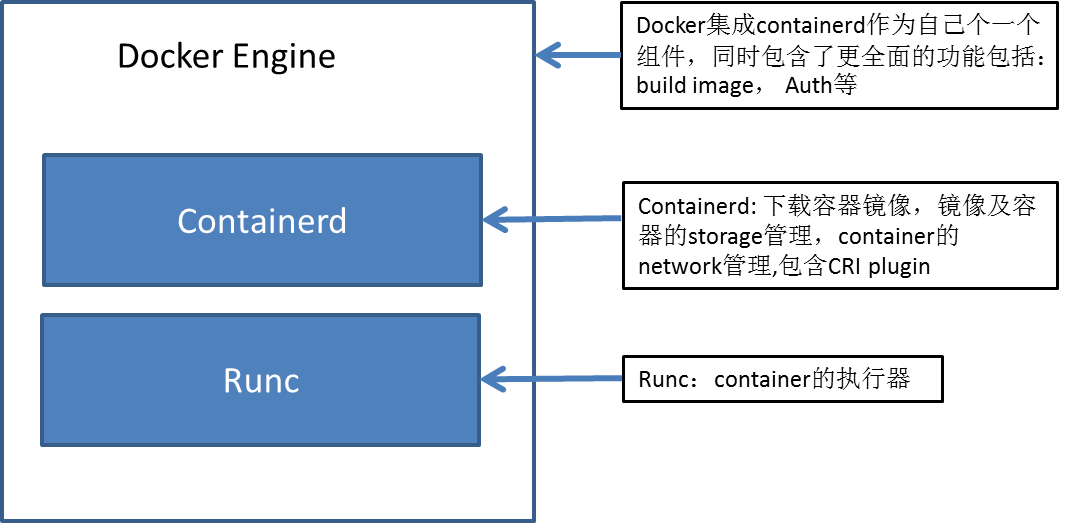 Docker Engine
Docker集成containerd作为自己个一个
组件，同时包含了更全面的功能包括：
build image， Auth等
Containerd
Containerd: 下载容器镜像，镜像及容
器的storage管理，container的
network管理,包含CRI plugin
Runc
Runc：container的执行器